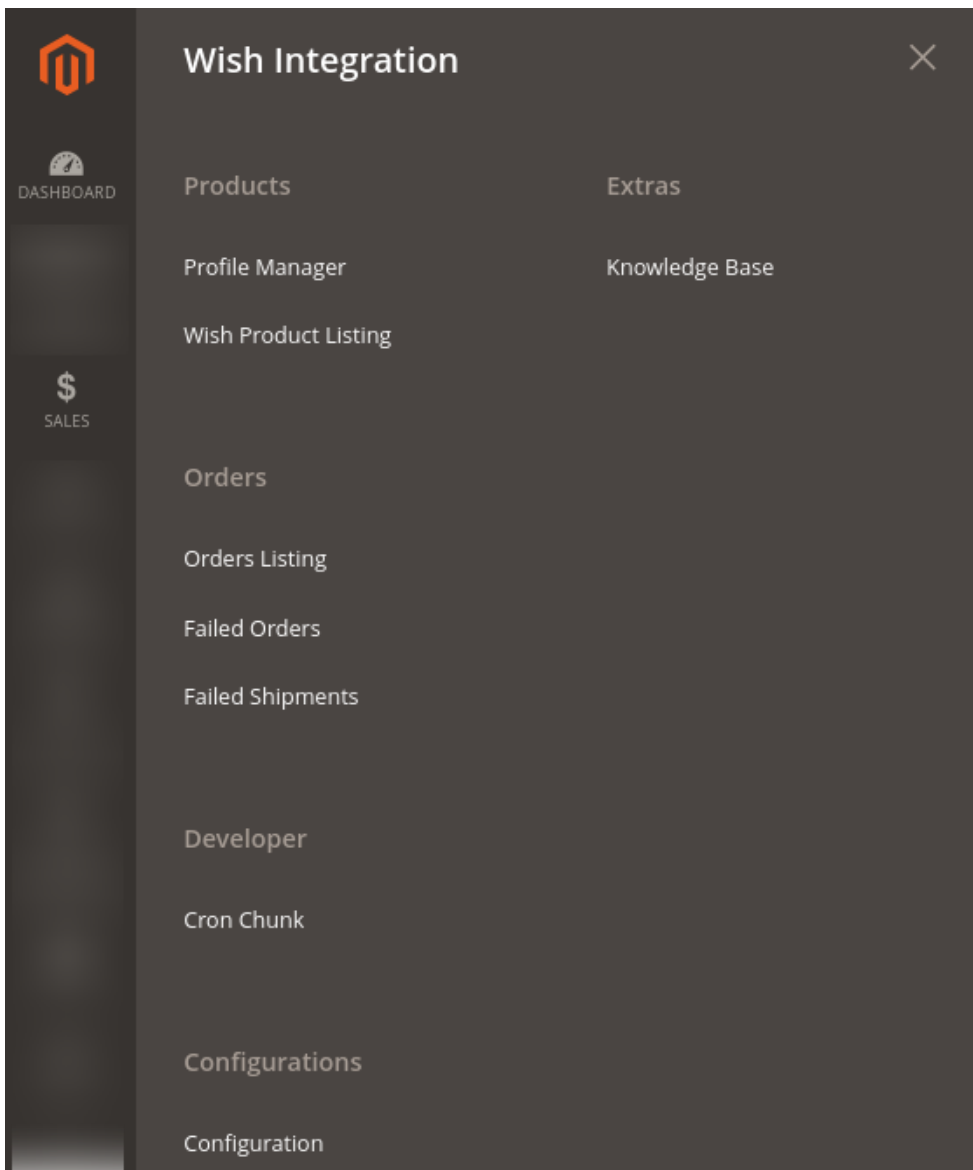 Wish Integration
DASHBOARD
SALES
Products
Profile Manager
Wish Product Listing
Extras
Knowledge Base
Orders
Orders Listing
Failed Orders
Failed Shipments
Developer
Cron Chunk
Configurations
Configuration